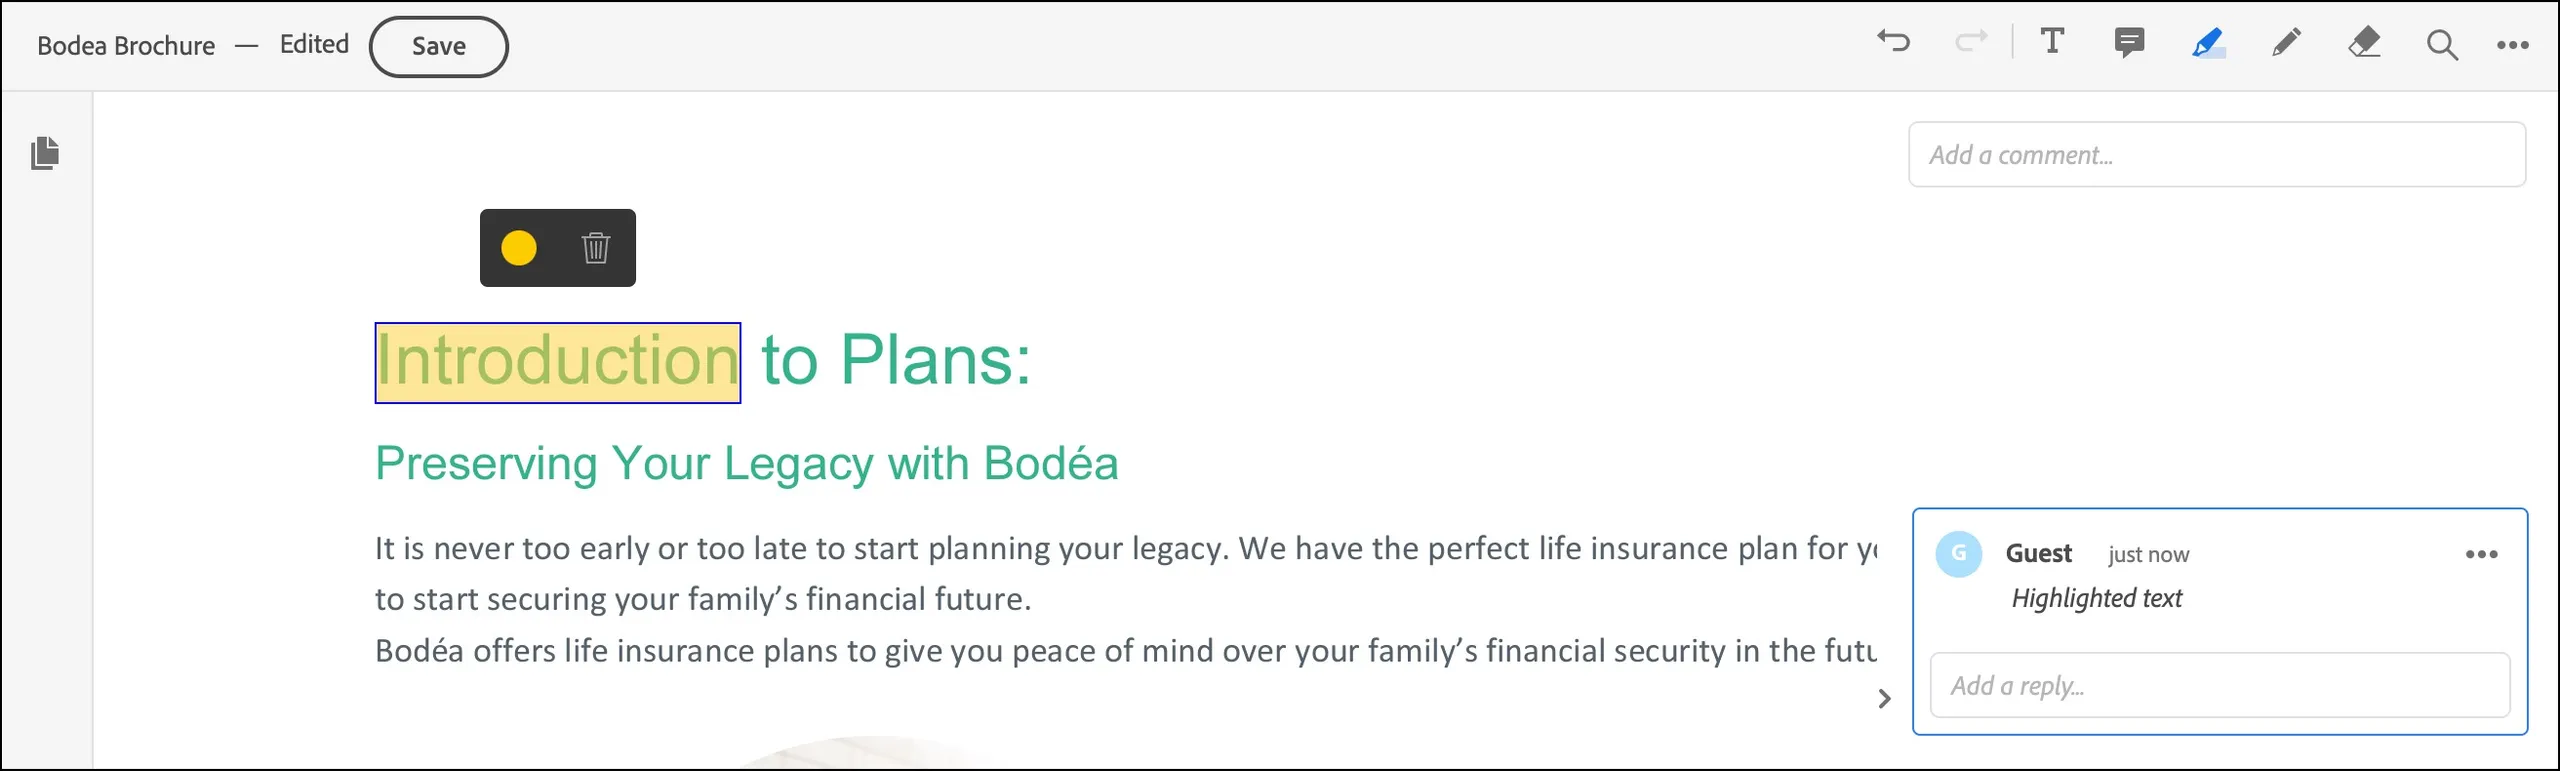 Bodea Brochure — Edited Save
T
Add a comment...
Introduction to Plans:
Preserving Your Legacy with Bodéa
It is never too early or too late to start planning your legacy. We have the perfect life insurance plan for
to start securing your family’s financial future.
Bodéa offers life insurance plans to give you peace of mind over your family’s financial security in the
G Guest just now
Highlighted text
Add a reply...